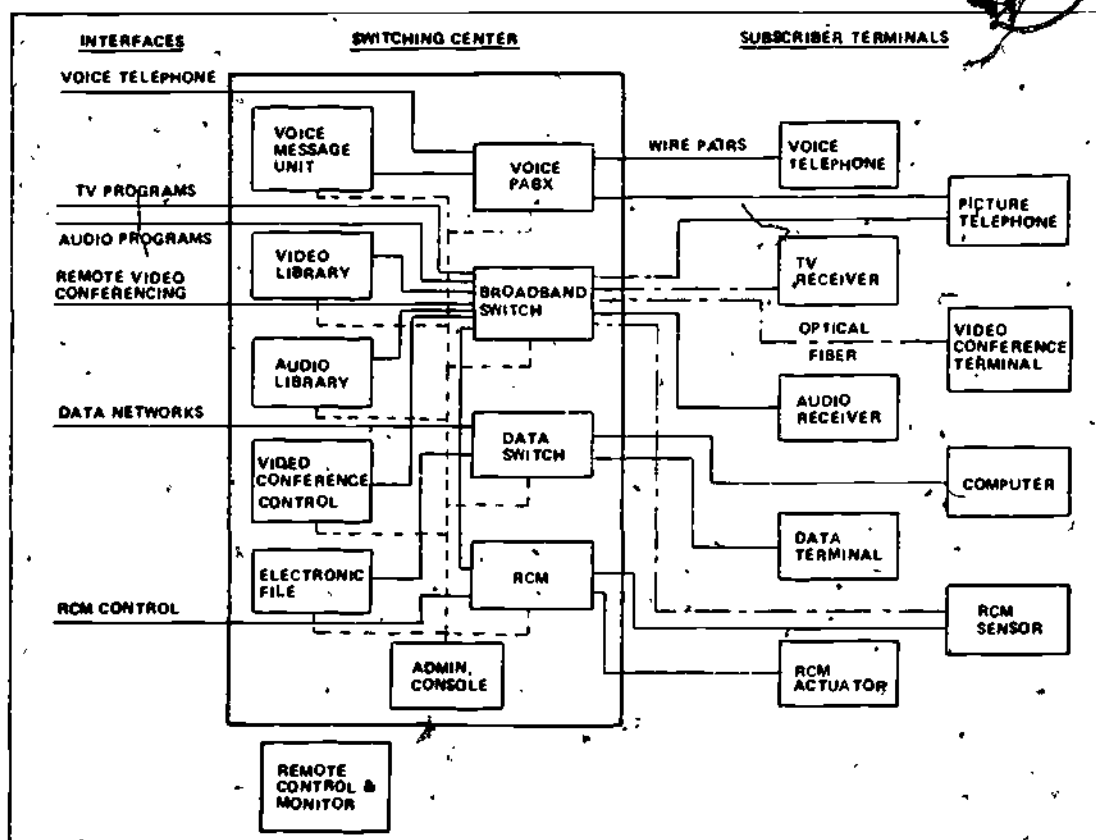 INTERFACES
SWITCHING CENTER
SUBSCRIBER TERMINALS
VOICE TELEPHONE
TV PROGRAMS
AUDIO PROGRAMS
REMOTE VIDEO
CONFERENCING
DATA NETWORKS
RCM CONTROL
VOICE
MESSAGE
UNIT
VIDEO
LIBRARY
AUDIO
LIBRARY
VIDEO
CONFERENCE
CONTROL
ELECTRONIC
FILE
VOICE
PABX
BROADBAND
SWITCH
DATA
SWITCH
RCM
ADMIN.
CONSOLE
REMOTE
CONTROL &
MONITOR
WIRE PAIRS
OPTICAL
FIBER
VOICE
TELEPHONE
PICTURE
TELEPHONE
TV
RECEIVER
VIDEO
CONFERENCE
TERMINAL
AUDIO
RECEIVER
COMPUTER
DATA
TERMINAL
RCM
SENSOR
RCM
ACTUATOR